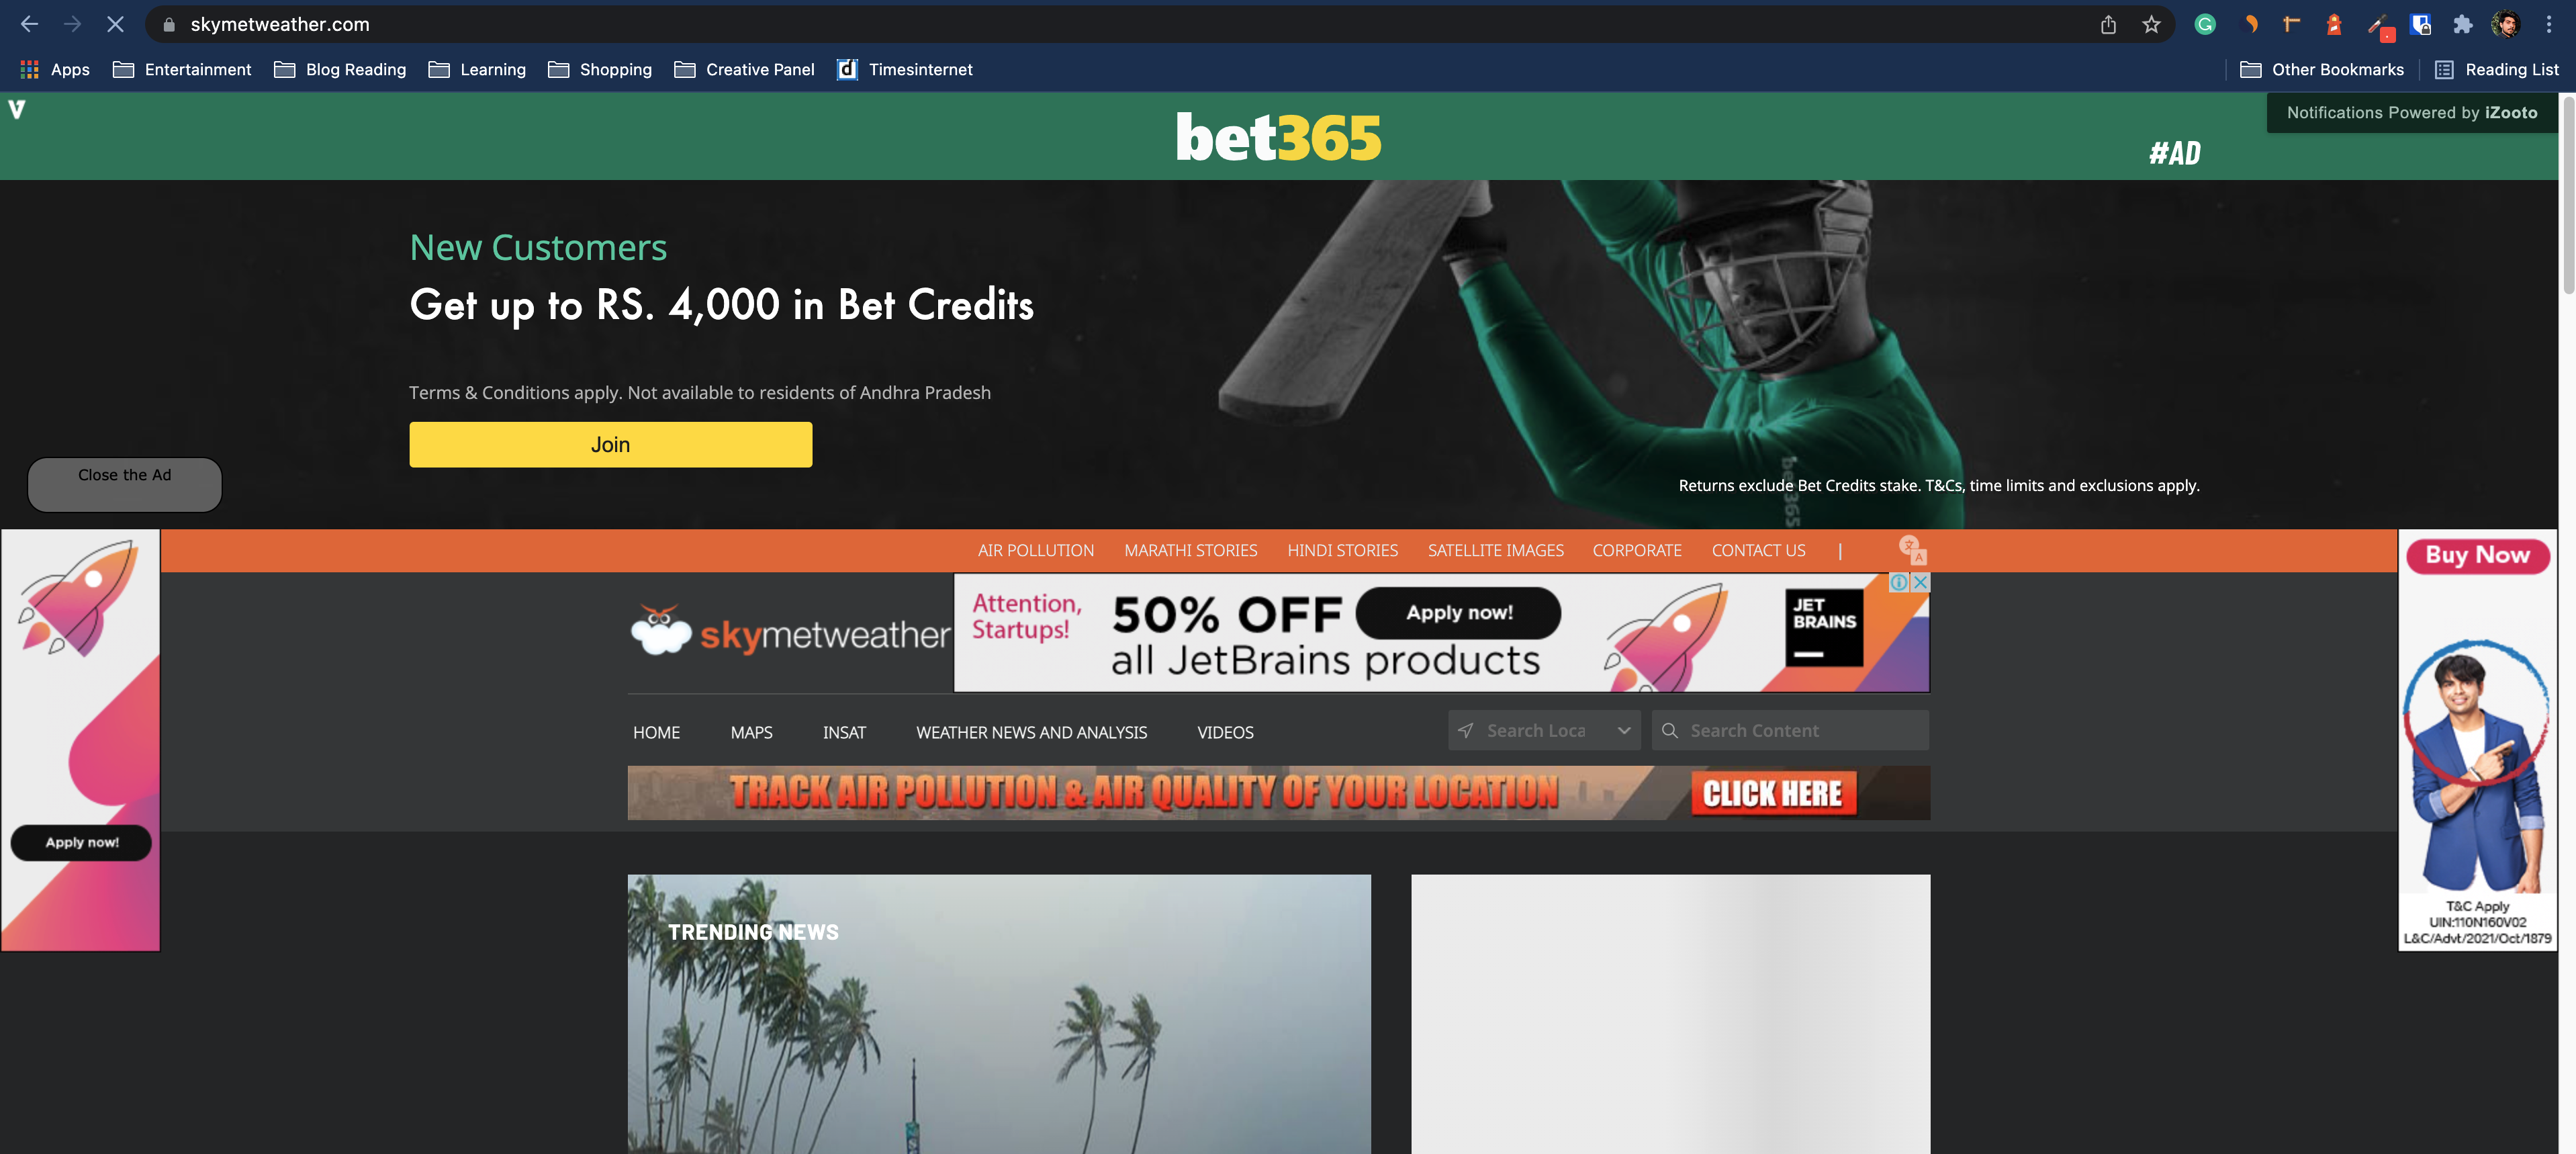 skymetweather.com
Apps Entertainment Blog Reading Learning Shopping Creative Panel Timesinternet Other Bookmarks Reading List
bet365
Notifications Powered by iZooto
#AD
New Customers
Get up to RS. 4,000 in Bet Credits
Terms & Conditions apply. Not available to residents of Andhra Pradesh
Join
Close the Ad
bet365
Returns exclude Bet Credits stake. T&Cs, time limits and exclusions apply.
AIR POLLUTION MARATHI STORIES HINDI STORIES SATELLITE IMAGES CORPORATE CONTACT US |
文 A
Buy Now
skymetweather
Attention,
Startups!
50% OFF
Apply now!
all JetBrains products
JET
BRAINS
HOME MAPS INSAT WEATHER NEWS AND ANALYSIS VIDEOS Search Loca Search Content
TRACK AIR POLLUTION & AIR QUALITY OF YOUR LOCATION CLICK HERE
Apply now!
T&C Apply
UIN:110N160V02
L&C/Advt/2021/Oct/1879
TRENDING NEWS